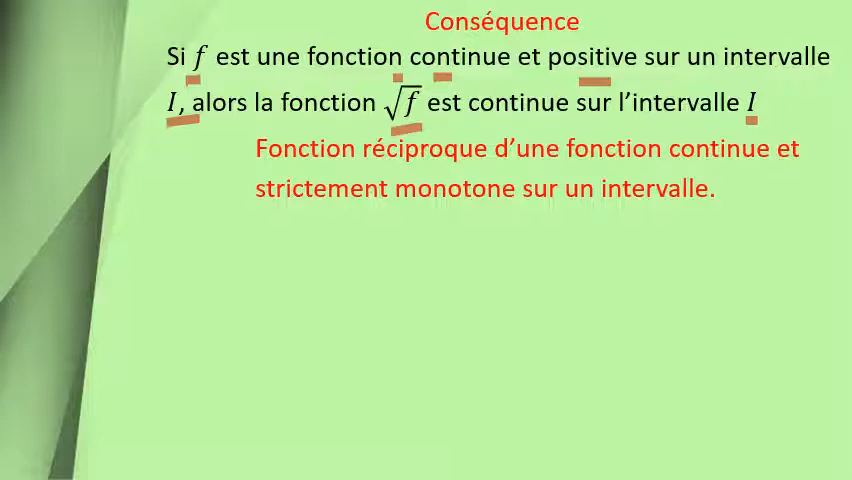 Conséquence
Si f est une fonction continue et positive sur un intervalle
I, alors la fonction √f est continue sur l’intervalle I
Fonction réciproque d’une fonction continue et
strictement monotone sur un intervalle.